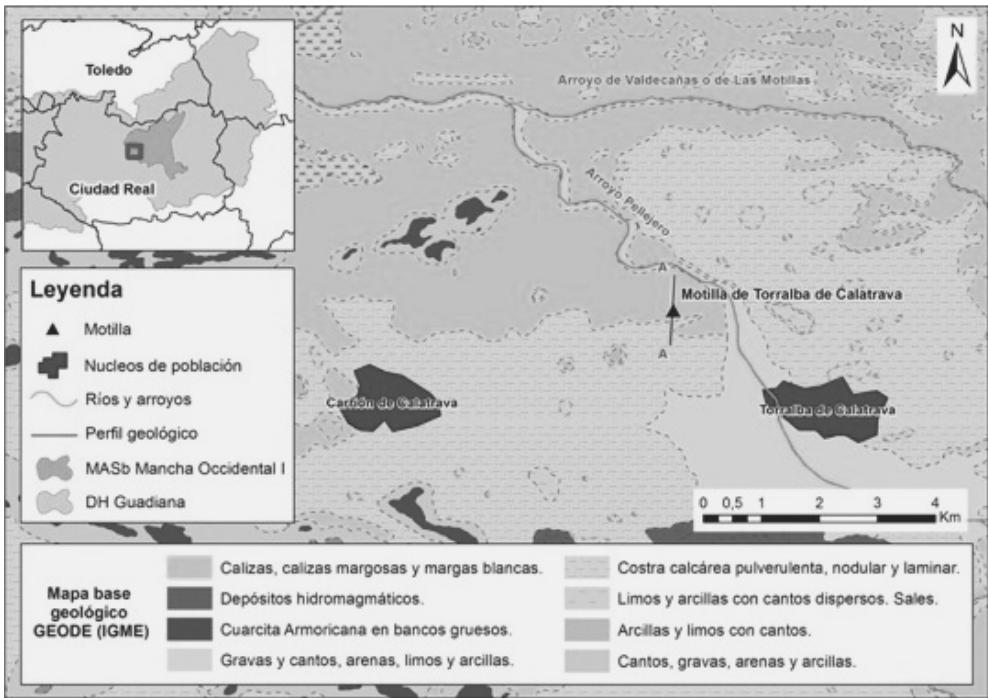 Toledo
Ciudad Real
N
Arroyo de Valdecañas o de Las Motillas
Arroyo Pellejero
A
Motilla de Torralba de Calatrava
A
Carrión de Calatrava
Torralba de Calatrava
Leyenda
Motilla
Nucleos de población
Ríos y arroyos
Perfil geológico
MASb Mancha Occidental I
DH Guadiana
0 0,5 1 2 3 4
Km
Mapa base
geológico
GEODE (IGME)
Calizas, calizas margosas y margas blancas.
Depósitos hidromagmáticos.
Cuarcita Armoricana en bancos gruesos.
Gravas y cantos, arenas, limos y arcillas.
Costra calcárea pulverulenta, nodular y laminar.
Limos y arcillas con cantos dispersos. Sales.
Arcillas y limos con cantos.
Cantos, gravas, arenas y arcillas.